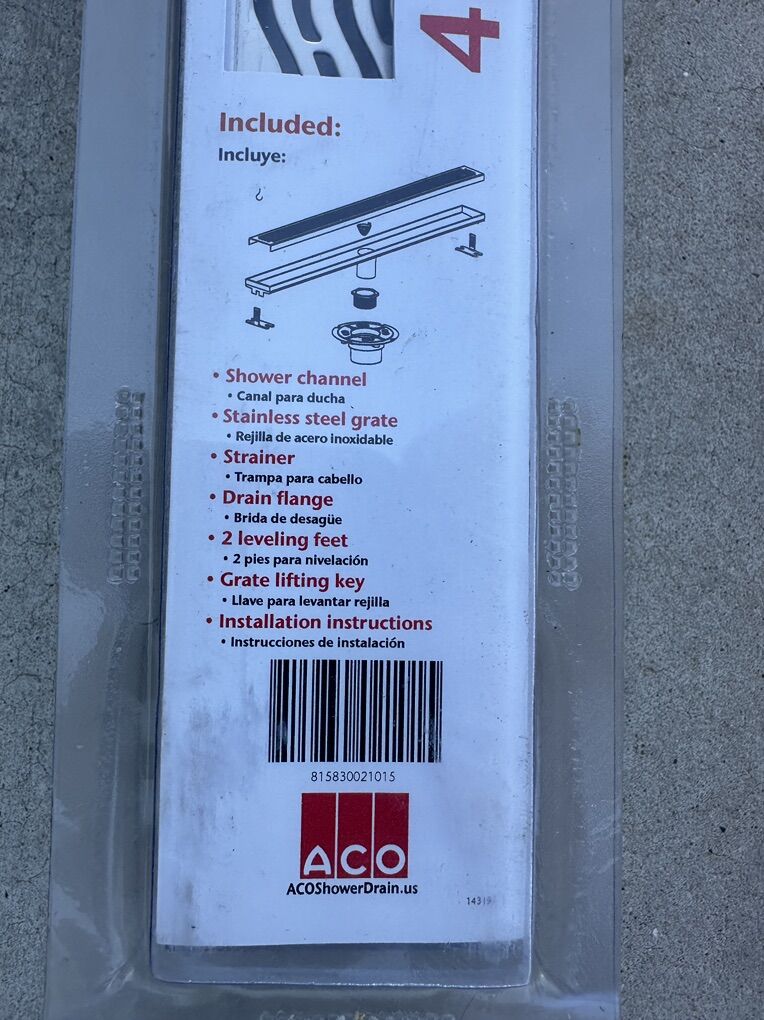 4
Included:
Incluye:
• Shower channel
• Canal para ducha
• Stainless steel grate
• Rejilla de acero inoxidable
• Strainer
• Trampa para cabello
• Drain flange
• Brida de desagüe
• 2 leveling feet
• 2 pies para nivelación
• Grate lifting key
• Llave para levantar rejilla
• Installation instructions
• Instrucciones de instalación
815830021015
ACO
ACOShowerDrain.us
14319